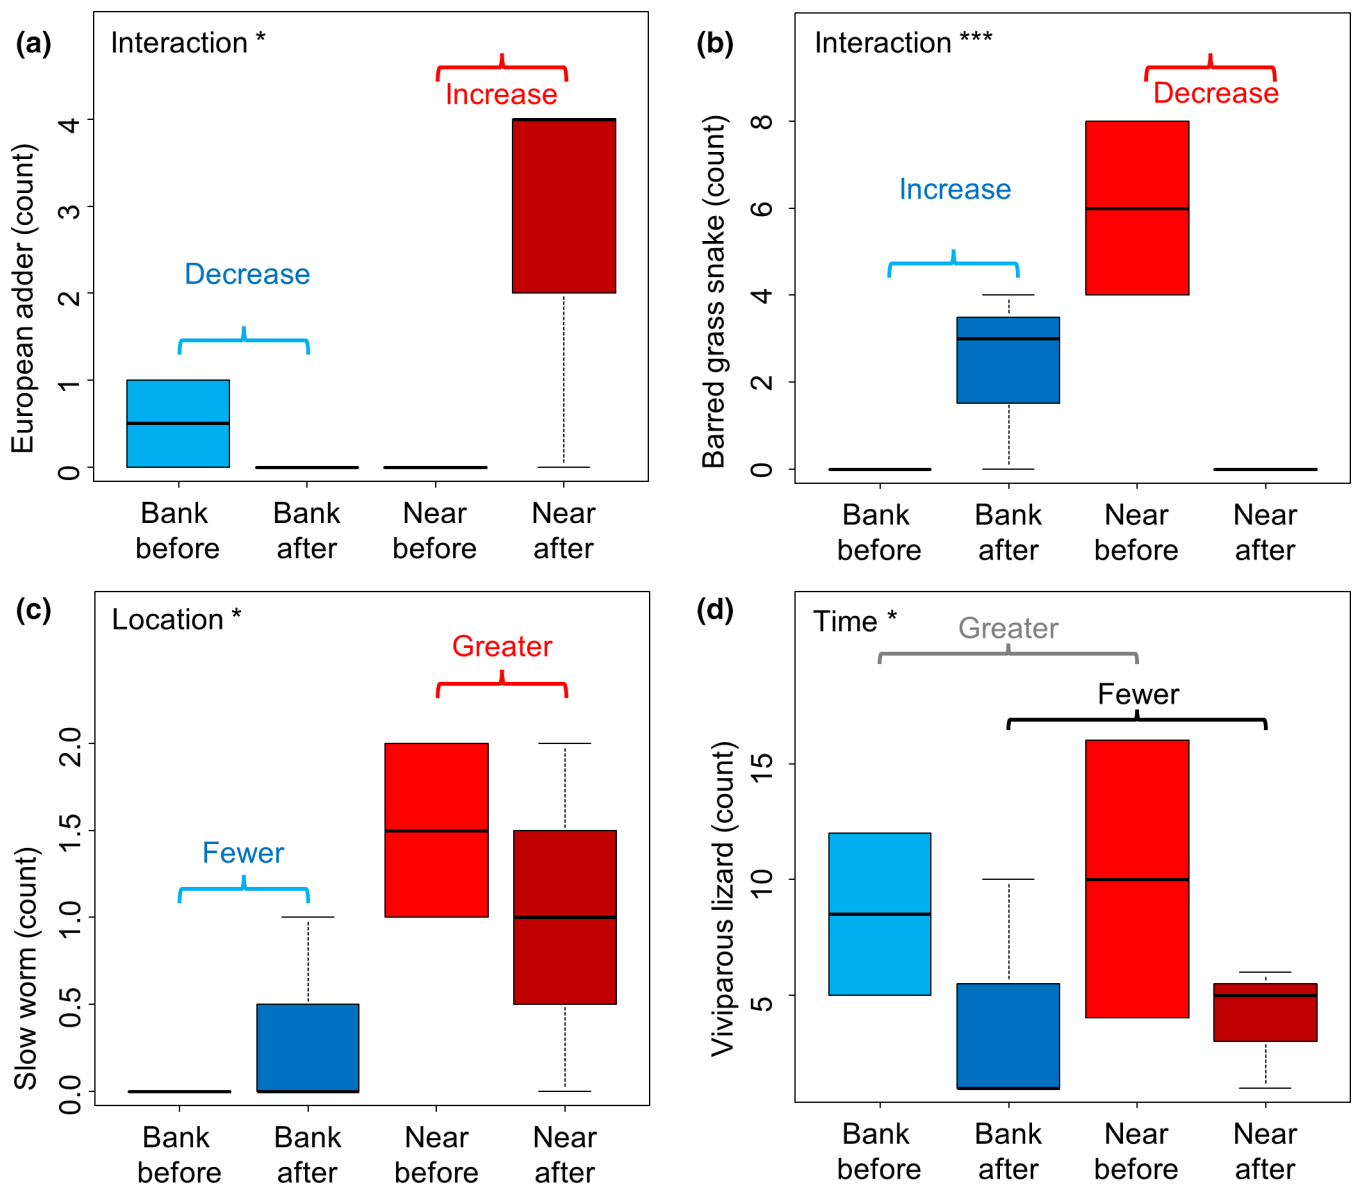 (a)
Interaction *
Increase
Decrease
European adder (count)
4
3
2
1
0
Bank before
Bank after
Near before
Near after
(b)
Interaction ***
Decrease
Increase
Barred grass snake (count)
8
6
4
2
0
Bank before
Bank after
Near before
Near after
(c)
Location *
Greater
Fewer
Slow worm (count)
2.0
1.5
1.0
0.5
0.0
Bank before
Bank after
Near before
Near after
(d)
Time *
Greater
Fewer
Viviparous lizard (count)
15
10
5
Bank before
Bank after
Near before
Near after